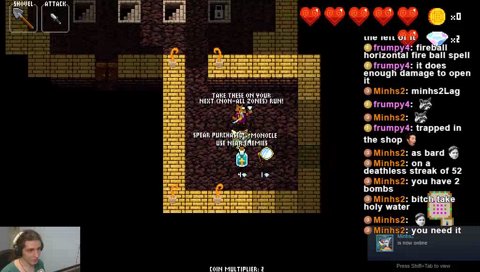 SHOVEL
ATTACK
x0
x2
TAKE THESE ON YOUR
NEXT (NON-ALL ZONES) RUN!
SPEAR PURCHAS
MONOCLE
USE NEAR ENEMIES
4
1
COIN MULTIPLIER: 2
the left of it
frumpy4: fireball
horizontal fire ball spell
frumpy4: it does
enough damage to open
it
Minhs2: minhs2Lag
frumpy4:
Minhs2:
frumpy4: trapped in
the shop
Minhs2: as bard
Minhs2: on a
deathless streak of 52
Minhs2: you have 2
bombs
Minhs2: bitch take
holy water
Minhs2:
Minhs2: you need it
Minhs2
is now online
Press Shift+Tab to view